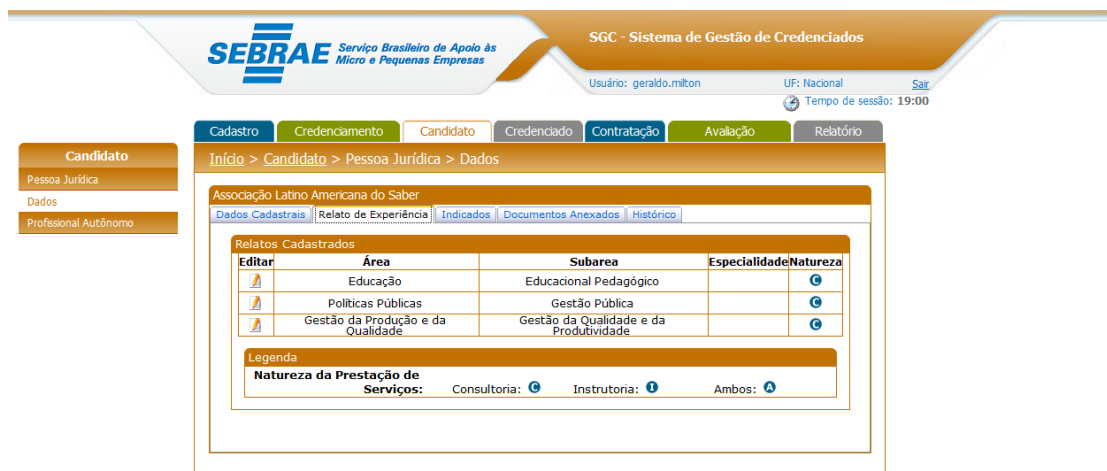 SEBRAE Serviço Brasileiro de Apoio às
Micro e Pequenas Empresas
SGC - Sistema de Gestão de Credenciados
Usuário: geraldo.milton UF: Nacional Sair
Tempo de sessão: 19:00
Cadastro Credenciamento Candidato Credenciado Contratação Avaliação Relatório
Candidato
Pessoa Jurídica
Dados
Profissional Autônomo
Início > Candidato > Pessoa Jurídica > Dados
Associação Latino Americana do Saber
Dados Cadastrais Relato de Experiência Indicados Documentos Anexados Histórico
Relatos Cadastrados
Editar Área Subarea Especialidade Natureza
Educação Educacional Pedagógico C
Políticas Públicas Gestão Pública C
Gestão da Produção e da Qualidade Gestão da Qualidade e da Produtividade C
Legenda
Natureza da Prestação de
Serviços: Consultoria: C Instrutoria: I Ambos: A